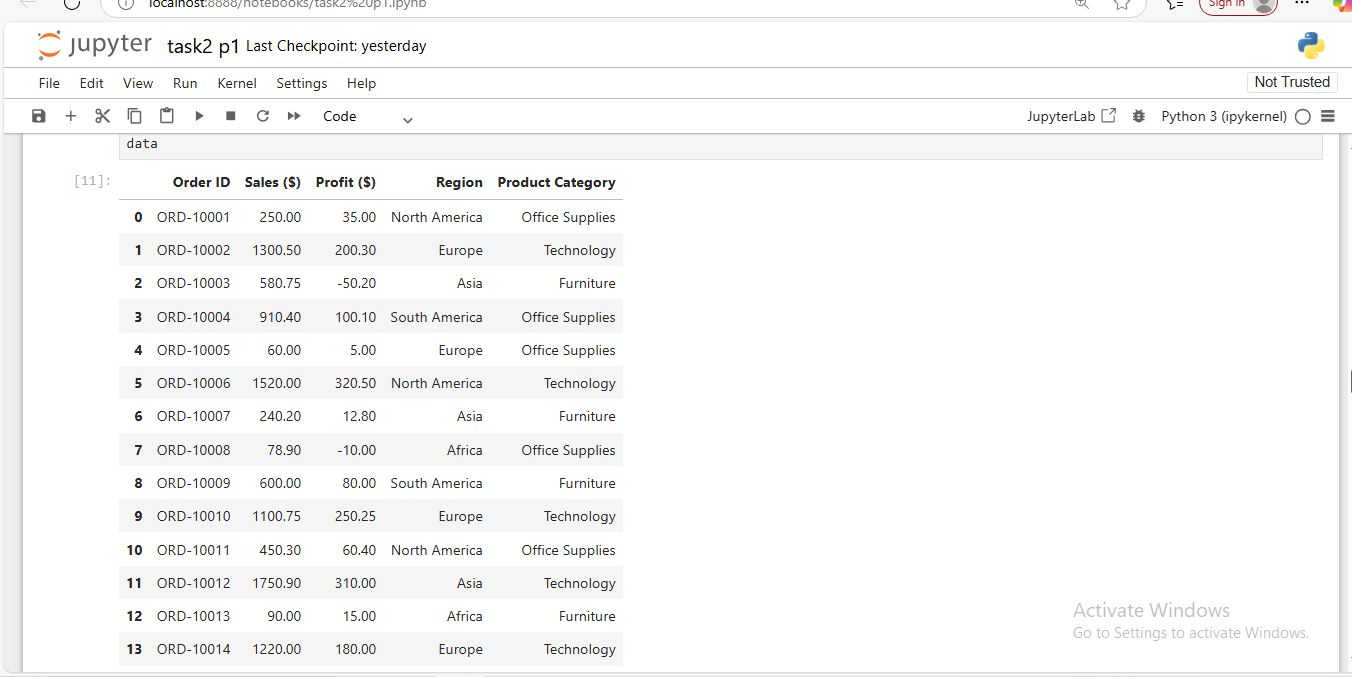 localhost:8888/notebooks/task2%20p1.ipynb
Sign in
jupyter task2 p1 Last Checkpoint: yesterday
File Edit View Run Kernel Settings Help
Not Trusted
Code
JupyterLab Python 3 (ipykernel)
data
[11]:
Order ID Sales ($) Profit ($) Region Product Category
0 ORD-10001 250.00 35.00 North America Office Supplies
1 ORD-10002 1300.50 200.30 Europe Technology
2 ORD-10003 580.75 -50.20 Asia Furniture
3 ORD-10004 910.40 100.10 South America Office Supplies
4 ORD-10005 60.00 5.00 Europe Office Supplies
5 ORD-10006 1520.00 320.50 North America Technology
6 ORD-10007 240.20 12.80 Asia Furniture
7 ORD-10008 78.90 -10.00 Africa Office Supplies
8 ORD-10009 600.00 80.00 South America Furniture
9 ORD-10010 1100.75 250.25 Europe Technology
10 ORD-10011 450.30 60.40 North America Office Supplies
11 ORD-10012 1750.90 310.00 Asia Technology
12 ORD-10013 90.00 15.00 Africa Furniture
13 ORD-10014 1220.00 180.00 Europe Technology
Activate Windows
Go to Settings to activate Windows.